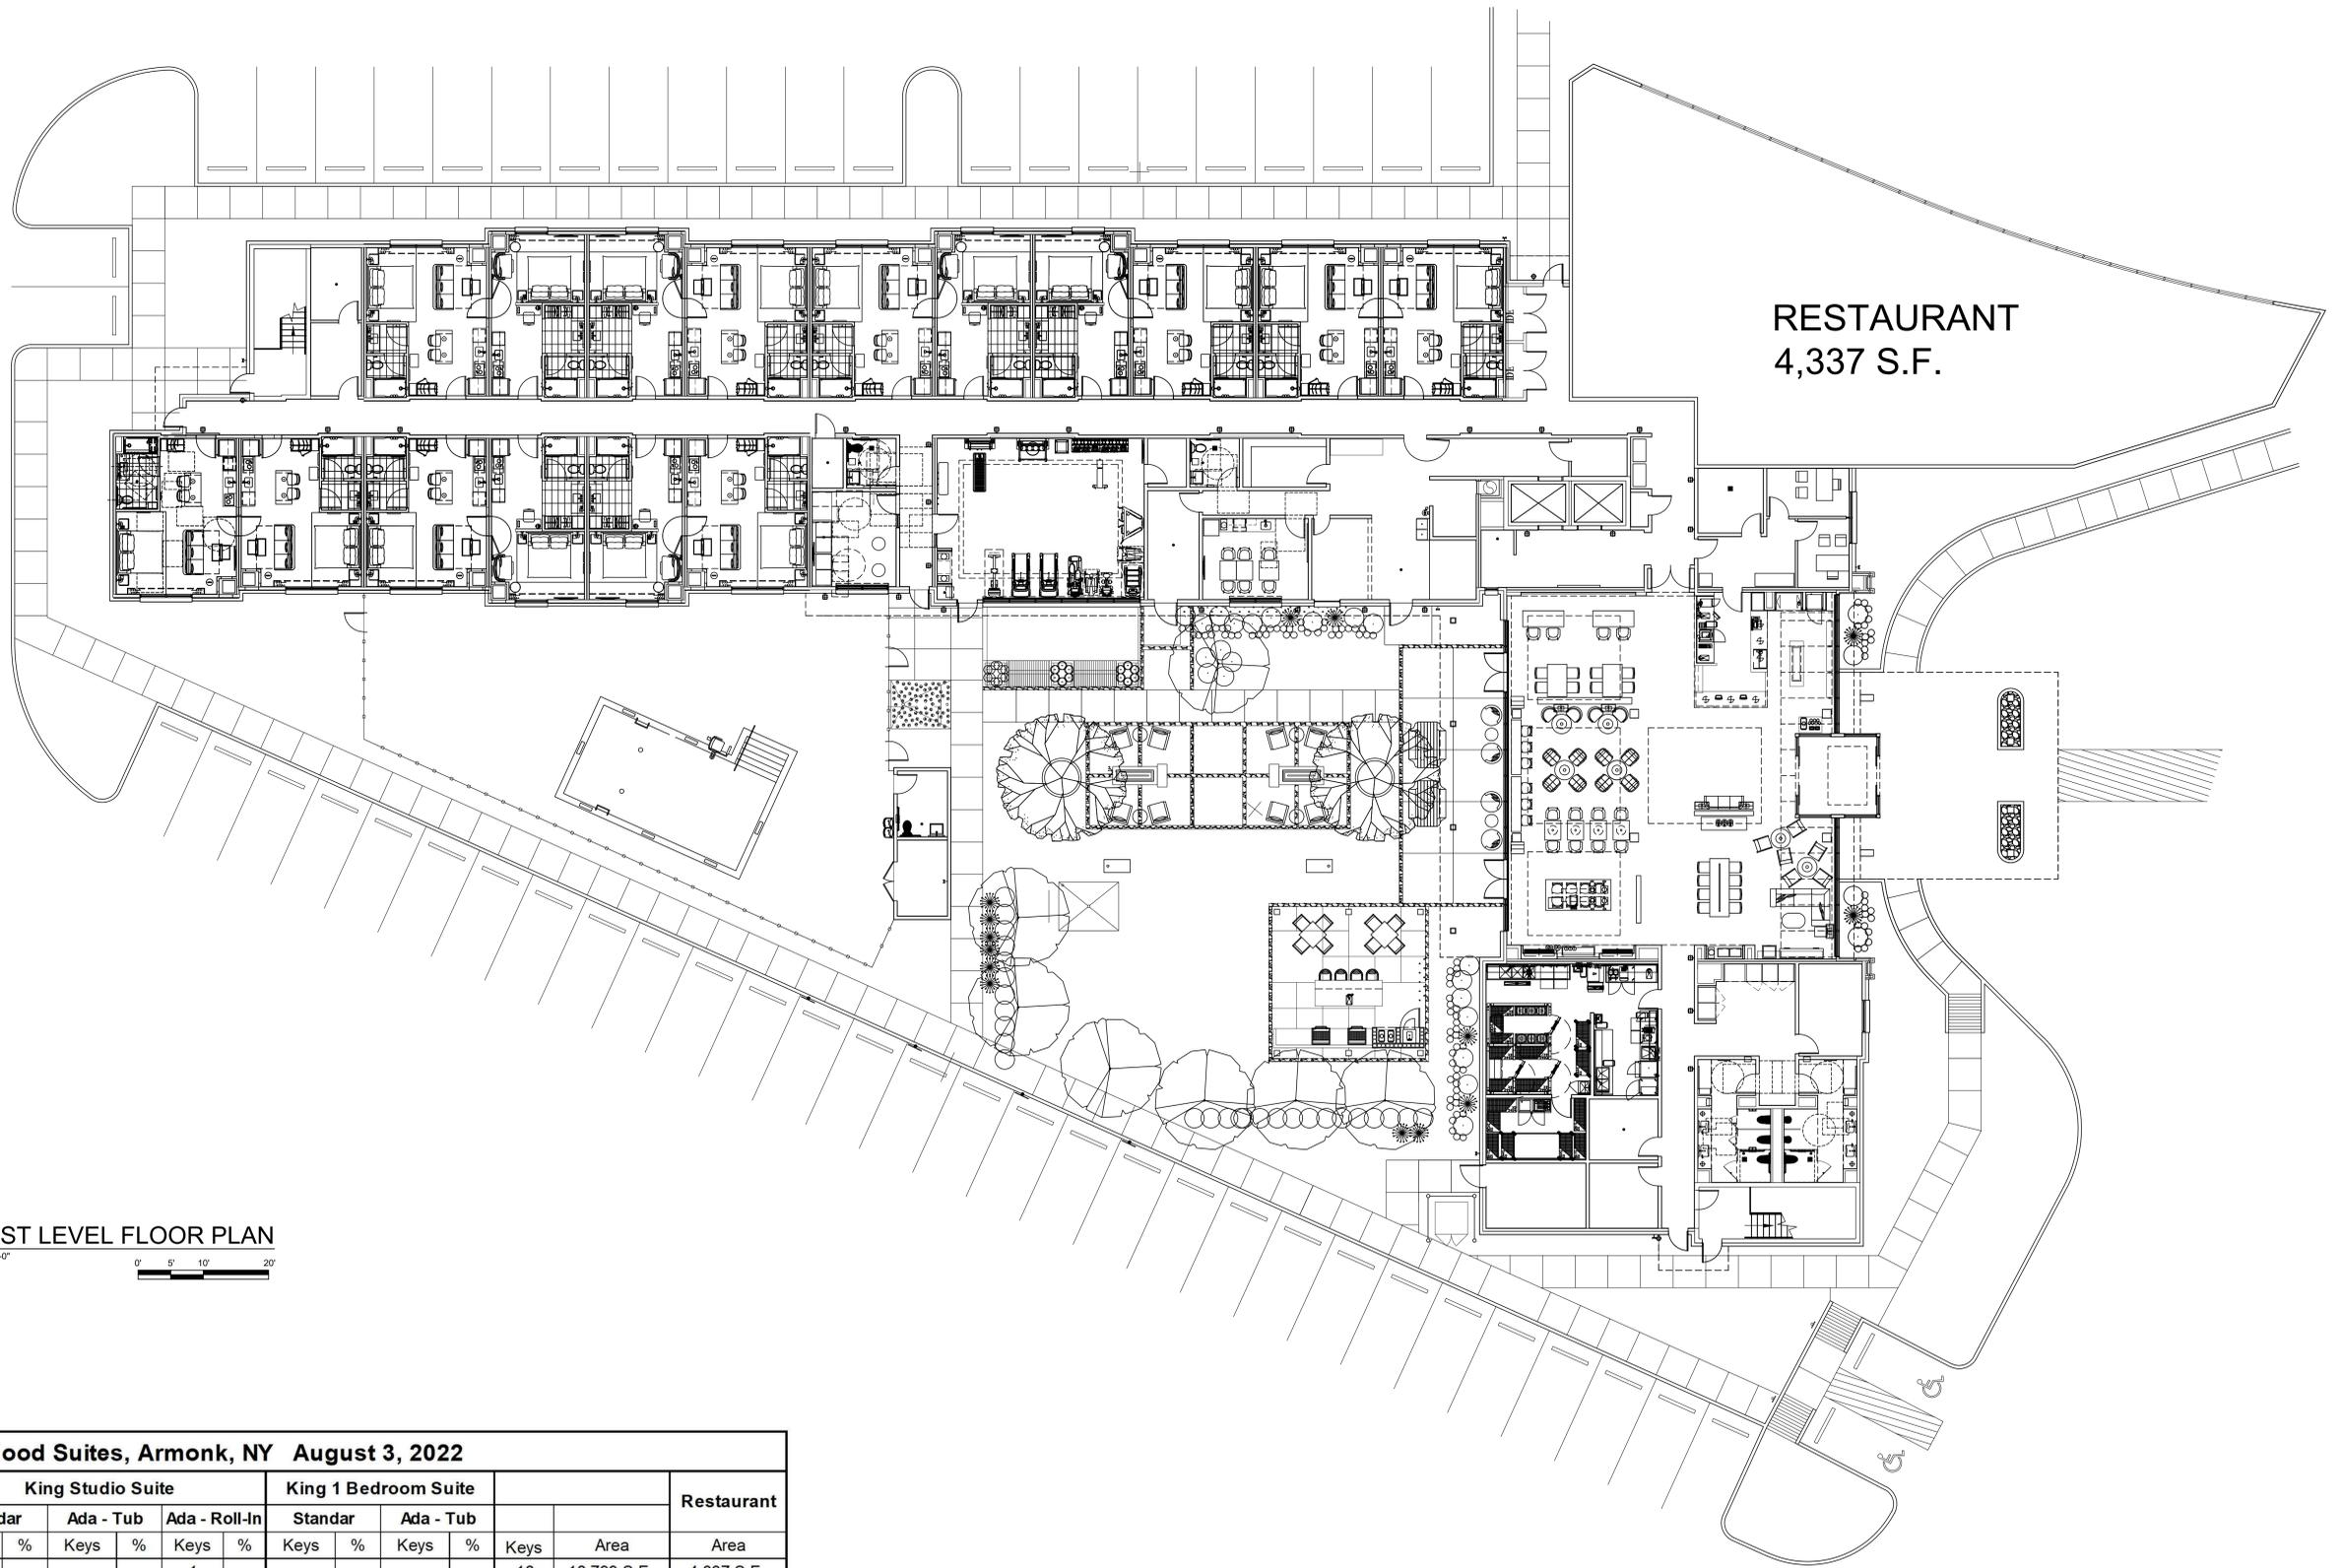 RESTAURANT
4,337 S.F.
ST LEVEL FLOOR PLAN
0"
0' 5' 10' 20'
ood Suites, Armonk, NY August 3, 2022
King Studio Suite King 1 Bedroom Suite Restaurant
dar Ada - Tub Ada - Roll-In Standar Ada - Tub
% Keys % Keys % Keys % Keys % Keys Area Area